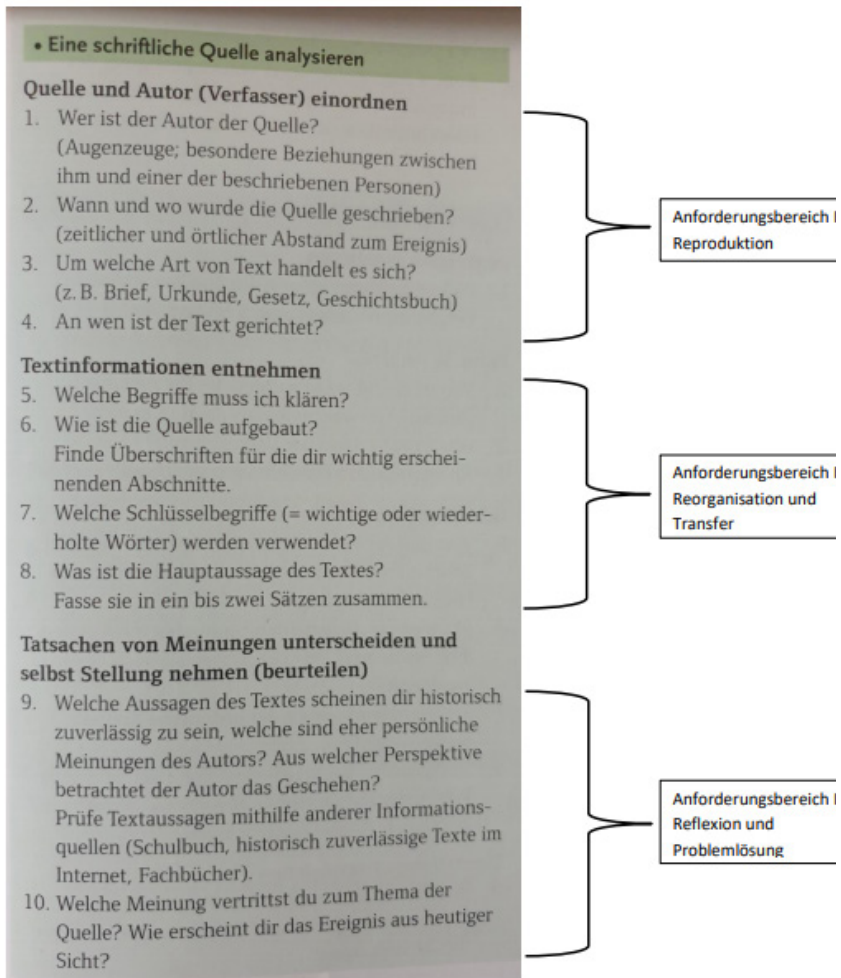 • Eine schriftliche Quelle analysieren
Quelle und Autor (Verfasser) einordnen
1. Wer ist der Autor der Quelle?
(Augenzeuge; besondere Beziehungen zwischen
ihm und einer der beschriebenen Personen)
2. Wann und wo wurde die Quelle geschrieben?
(zeitlicher und örtlicher Abstand zum Ereignis)
3. Um welche Art von Text handelt es sich?
(z. B. Brief, Urkunde, Gesetz, Geschichtsbuch)
4. An wen ist der Text gerichtet?
Anforderungsbereich
Reproduktion
Textinformationen entnehmen
5. Welche Begriffe muss ich klären?
6. Wie ist die Quelle aufgebaut?
Finde Überschriften für die dir wichtig erschei-
nenden Abschnitte.
7. Welche Schlüsselbegriffe (= wichtige oder wieder-
holte Wörter) werden verwendet?
8. Was ist die Hauptaussage des Textes?
Fasse sie in ein bis zwei Sätzen zusammen.
Anforderungsbereich
Reorganisation und
Transfer
Tatsachen von Meinungen unterscheiden und
selbst Stellung nehmen (beurteilen)
9. Welche Aussagen des Textes scheinen dir historisch
zuverlässig zu sein, welche sind eher persönliche
Meinungen des Autors? Aus welcher Perspektive
betrachtet der Autor das Geschehen?
Prüfe Textaussagen mithilfe anderer Informations-
quellen (Schulbuch, historisch zuverlässige Texte im
Internet, Fachbücher).
10. Welche Meinung vertrittst du zum Thema der
Quelle? Wie erscheint dir das Ereignis aus heutiger
Sicht?
Anforderungsbereich
Reflexion und
Problemlösung